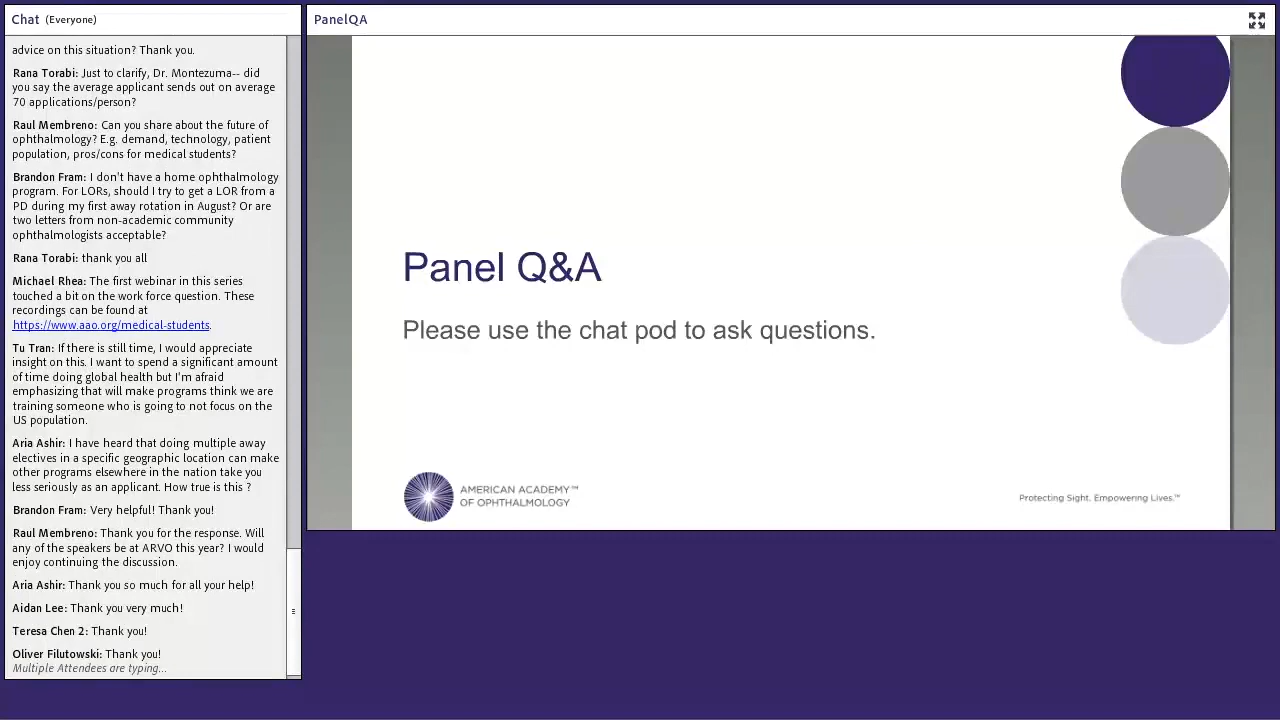 Chat (Everyone)
advice on this situation? Thank you.
Rana Torabi: Just to clarify, Dr. Montezuma-- did
you say the average applicant sends out on average
70 applications/person?
Raul Membreno: Can you share about the future of
ophthalmology? E.g. demand, technology, patient
population, pros/cons for medical students?
Brandon Fram: I don't have a home ophthalmology
program. For LORs, should I try to get a LOR from a
PD during my first away rotation in August? Or are
two letters from non-academic community
ophthalmologists acceptable?
Rana Torabi: thank you all
Michael Rhea: The first webinar in this series
touched a bit on the work force question. These
recordings can be found at
https://www.aao.org/medical-students.
Tu Tran: If there is still time, I would appreciate
insight on this. I want to spend a significant amount
of time doing global health but I'm afraid
emphasizing that will make programs think we are
training someone who is going to not focus on the
US population.
Aria Ashir: I have heard that doing multiple away
electives in a specific geographic location can make
other programs elsewhere in the nation take you
less seriously as an applicant. How true is this ?
Brandon Fram: Very helpful! Thank you!
Raul Membreno: Thank you for the response. Will
any of the speakers be at ARVO this year? I would
enjoy continuing the discussion.
Aria Ashir: Thank you so much for all your help!
Aidan Lee: Thank you very much!
Teresa Chen 2: Thank you!
Oliver Filutowski: Thank you!
Multiple Attendees are typing...
PanelQA
Panel Q&A
Please use the chat pod to ask questions.
AMERICAN ACADEMY™
OF OPHTHALMOLOGY
Protecting Sight. Empowering Lives.™